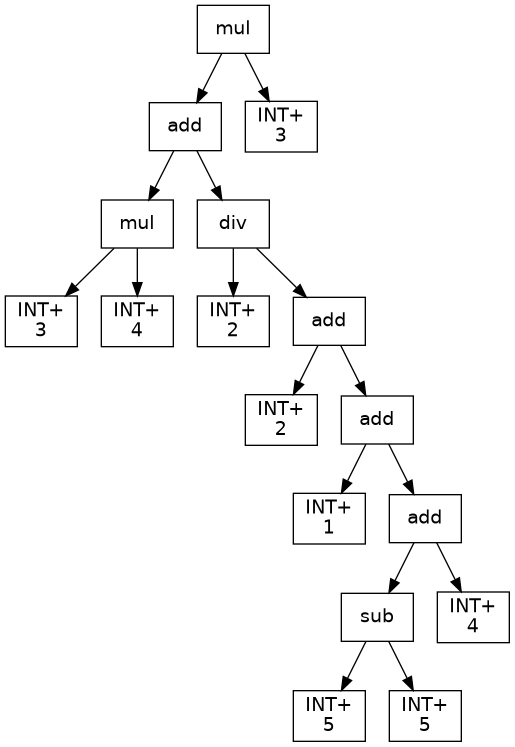 mul
add
INT+
3
mul
div
INT+
3
INT+
4
INT+
2
add
INT+
2
add
INT+
1
add
sub
INT+
4
INT+
5
INT+
5